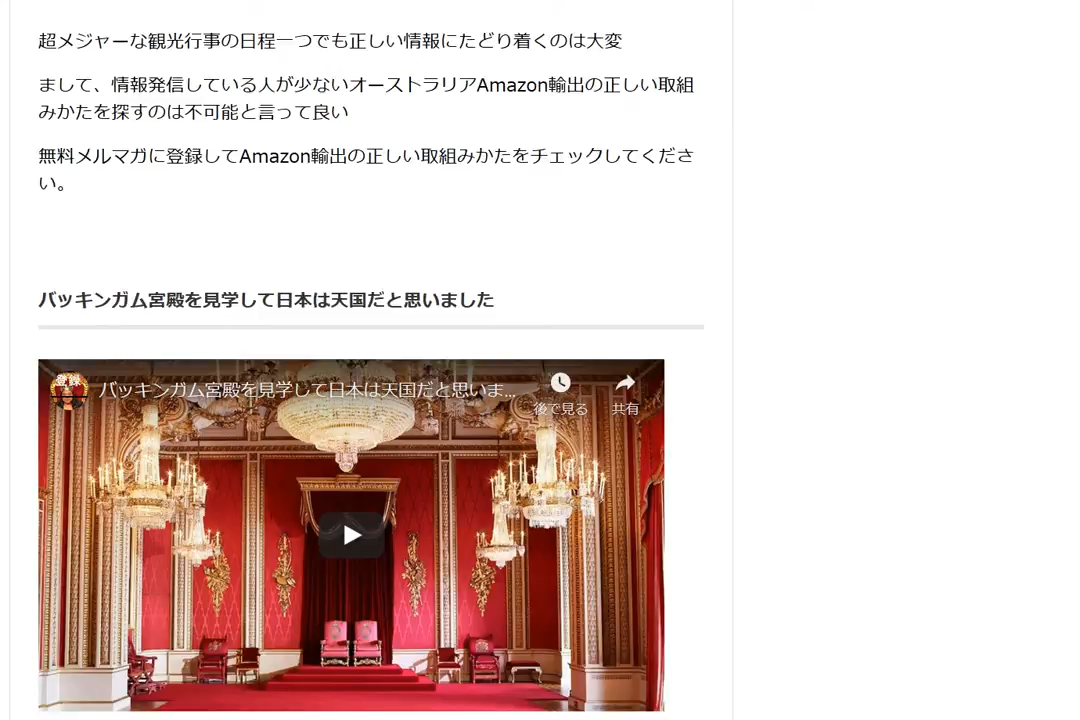 超メジャーな観光行事の日程一つでも正しい情報にたどり着くのは大変
まして、情報発信している人が少ないオーストラリアAmazon輸出の正しい取組
みかたを探すのは不可能と言って良い
無料メルマガに登録してAmazon輸出の正しい取組みかたをチェックしてくださ
い。
バッキンガム宮殿を見学して日本は天国だと思いました
登録
バッキンガム宮殿を見学して日本は天国だと思いま...
後で見る
共有